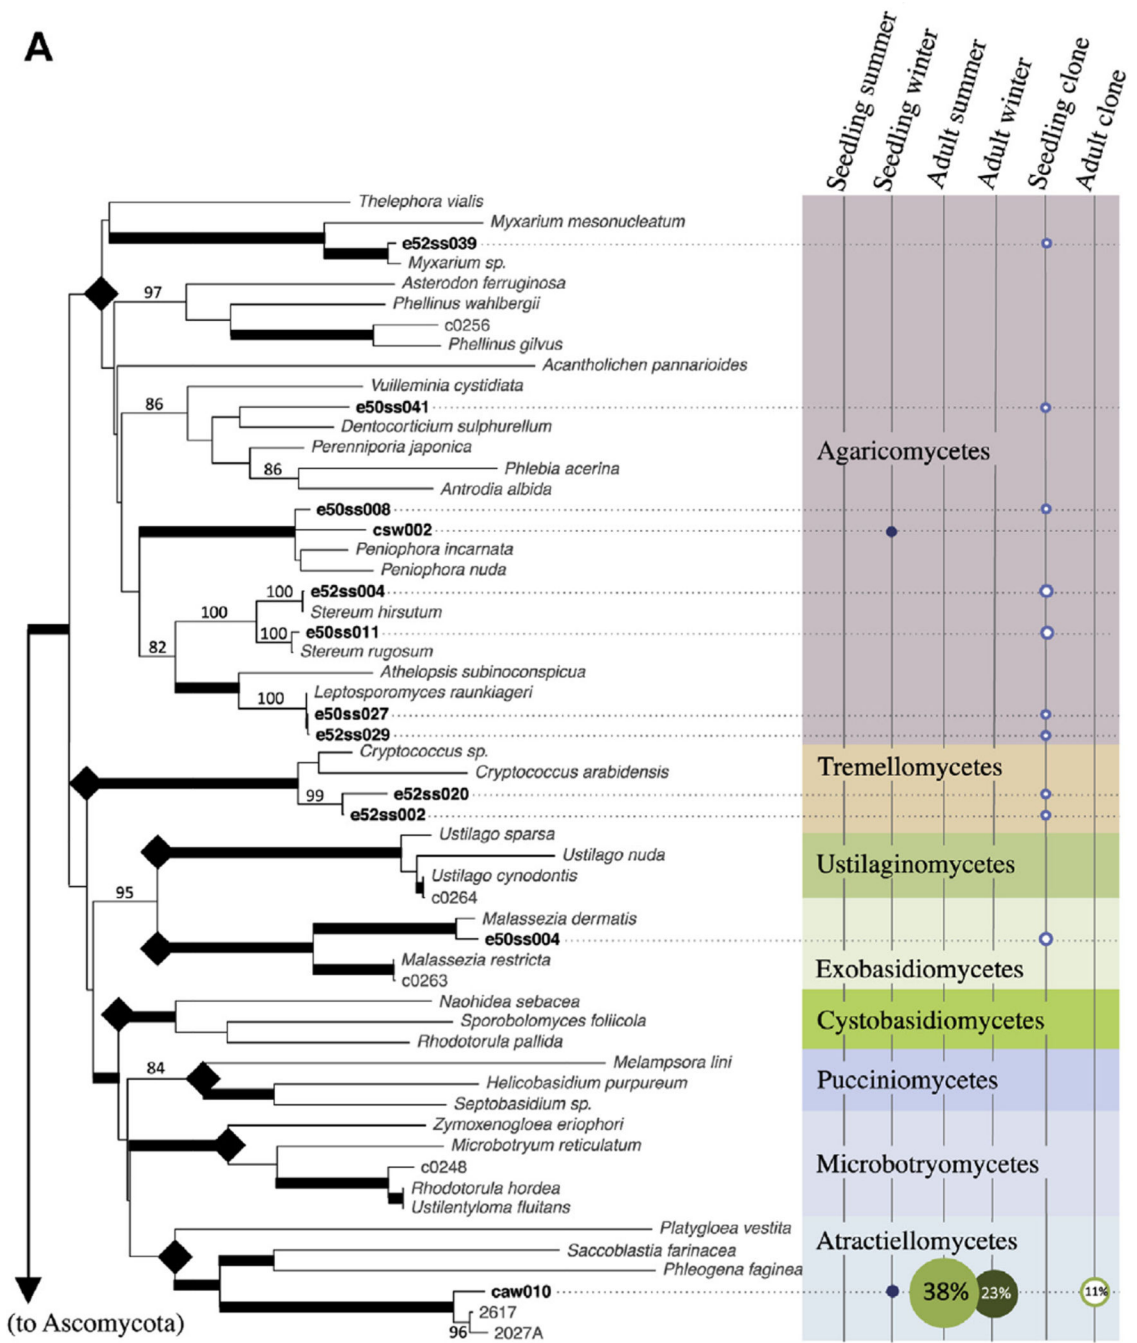 A
Seedling summer
Seedling winter
Adult summer
Adult winter
Seedling clone
Adult clone
Thelephora vialis
Myxarium mesonucleatum
e52ss039
Myxarium sp.
97
Asterodon ferruginosa
Phellinus wahlbergii
c0256
Phellinus gilvus
Acantholichen pannarioides
Vuilleminia cystidiata
86
e50ss041
Dentocorticium sulphurellum
Perenniporia japonica
Agaricomycetes
86
Phlebia acerina
Antrodia albida
e50ss008
csw002
Peniophora incarnata
Peniophora nuda
100
e52ss004
Stereum hirsutum
100
100
e50ss011
Stereum rugosum
82
Athelopsis subinoconspicua
Leptosporomyces raunkiageri
100
e50ss027
e52ss029
Cryptococcus sp.
Tremellomycetes
Cryptococcus arabidensis
99
e52ss020
e52ss002
Ustilago sparsa
Ustilago nuda
Ustilaginomycetes
Ustilago cynodontis
95
c0264
Malassezia dermatis
e50ss004
Malassezia restricta
Exobasidiomycetes
c0263
Naohidea sebacea
Sporobolomyces foliicola
Cystobasidiomycetes
Rhodotorula pallida
Melampsora lini
84
Helicobasidium purpureum
Pucciniomycetes
Septobasidium sp.
Zymoxenogloea eriophori
Microbotryum reticulatum
c0248
Microbotryomycetes
Rhodotorula hordea
Ustilentyloma fluitans
Platygloea vestita
Atractiellomycetes
Saccoblastia farinacea
Phleogena faginea
caw010
38%
23%
11%
2617
96
2027A
(to Ascomycota)